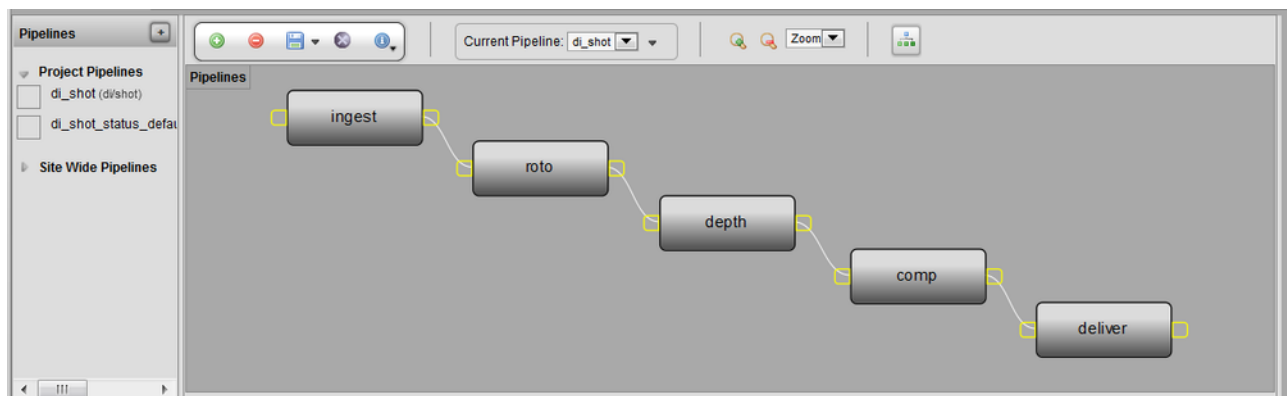 Pipelines
Current Pipeline: di_shot
Zoom
Project Pipelines
di_shot (di/shot)
di_shot_status_defau
Site Wide Pipelines
Pipelines
ingest
roto
depth
comp
deliver